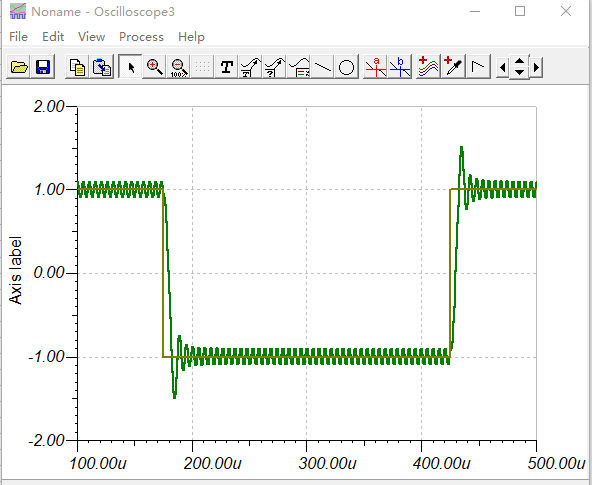 Noname - Oscilloscope3
File Edit View Process Help
100% T ? a b
2.00
1.00
0.00
-1.00
-2.00
Axis label
100.00u 200.00u 300.00u 400.00u 500.00u